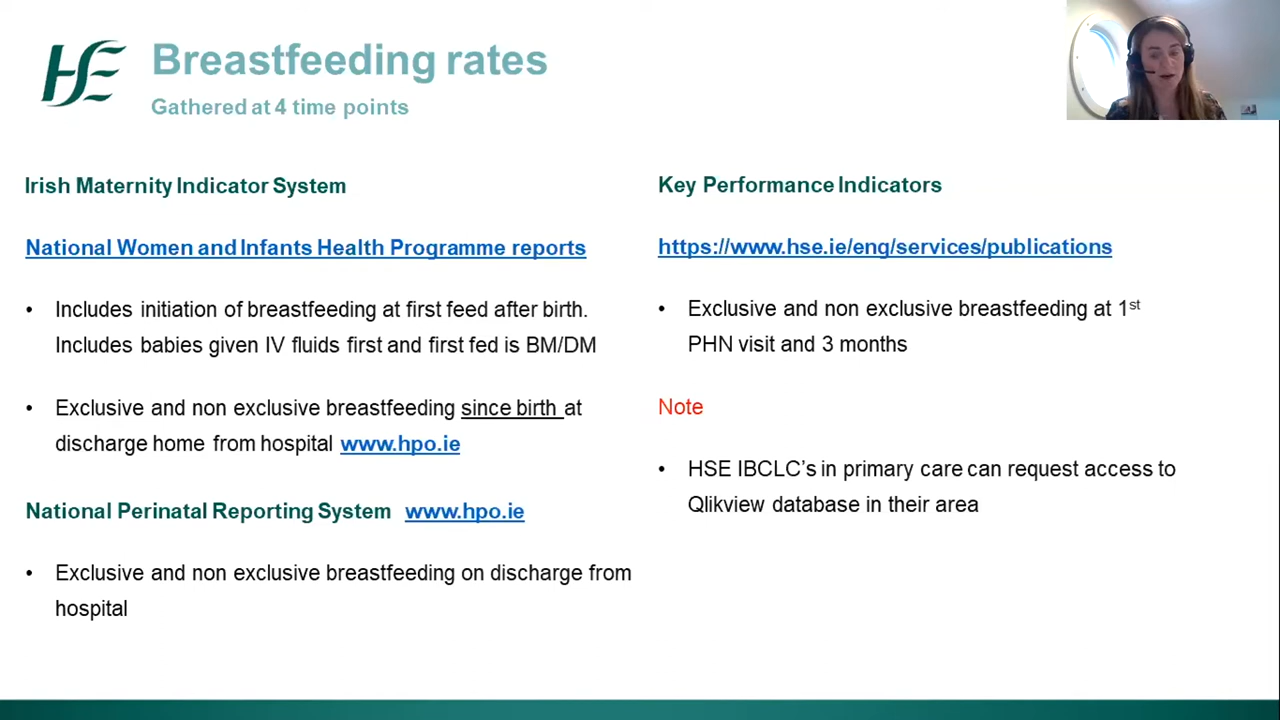 HSE
Breastfeeding rates
Gathered at 4 time points
Irish Maternity Indicator System
National Women and Infants Health Programme reports
• Includes initiation of breastfeeding at first feed after birth.
Includes babies given IV fluids first and first fed is BM/DM
• Exclusive and non exclusive breastfeeding since birth at
discharge home from hospital www.hpo.ie
National Perinatal Reporting System www.hpo.ie
• Exclusive and non exclusive breastfeeding on discharge from
hospital
Key Performance Indicators
https://www.hse.ie/eng/services/publications
• Exclusive and non exclusive breastfeeding at 1st
PHN visit and 3 months
Note
• HSE IBCLC’s in primary care can request access to
Qlikview database in their area